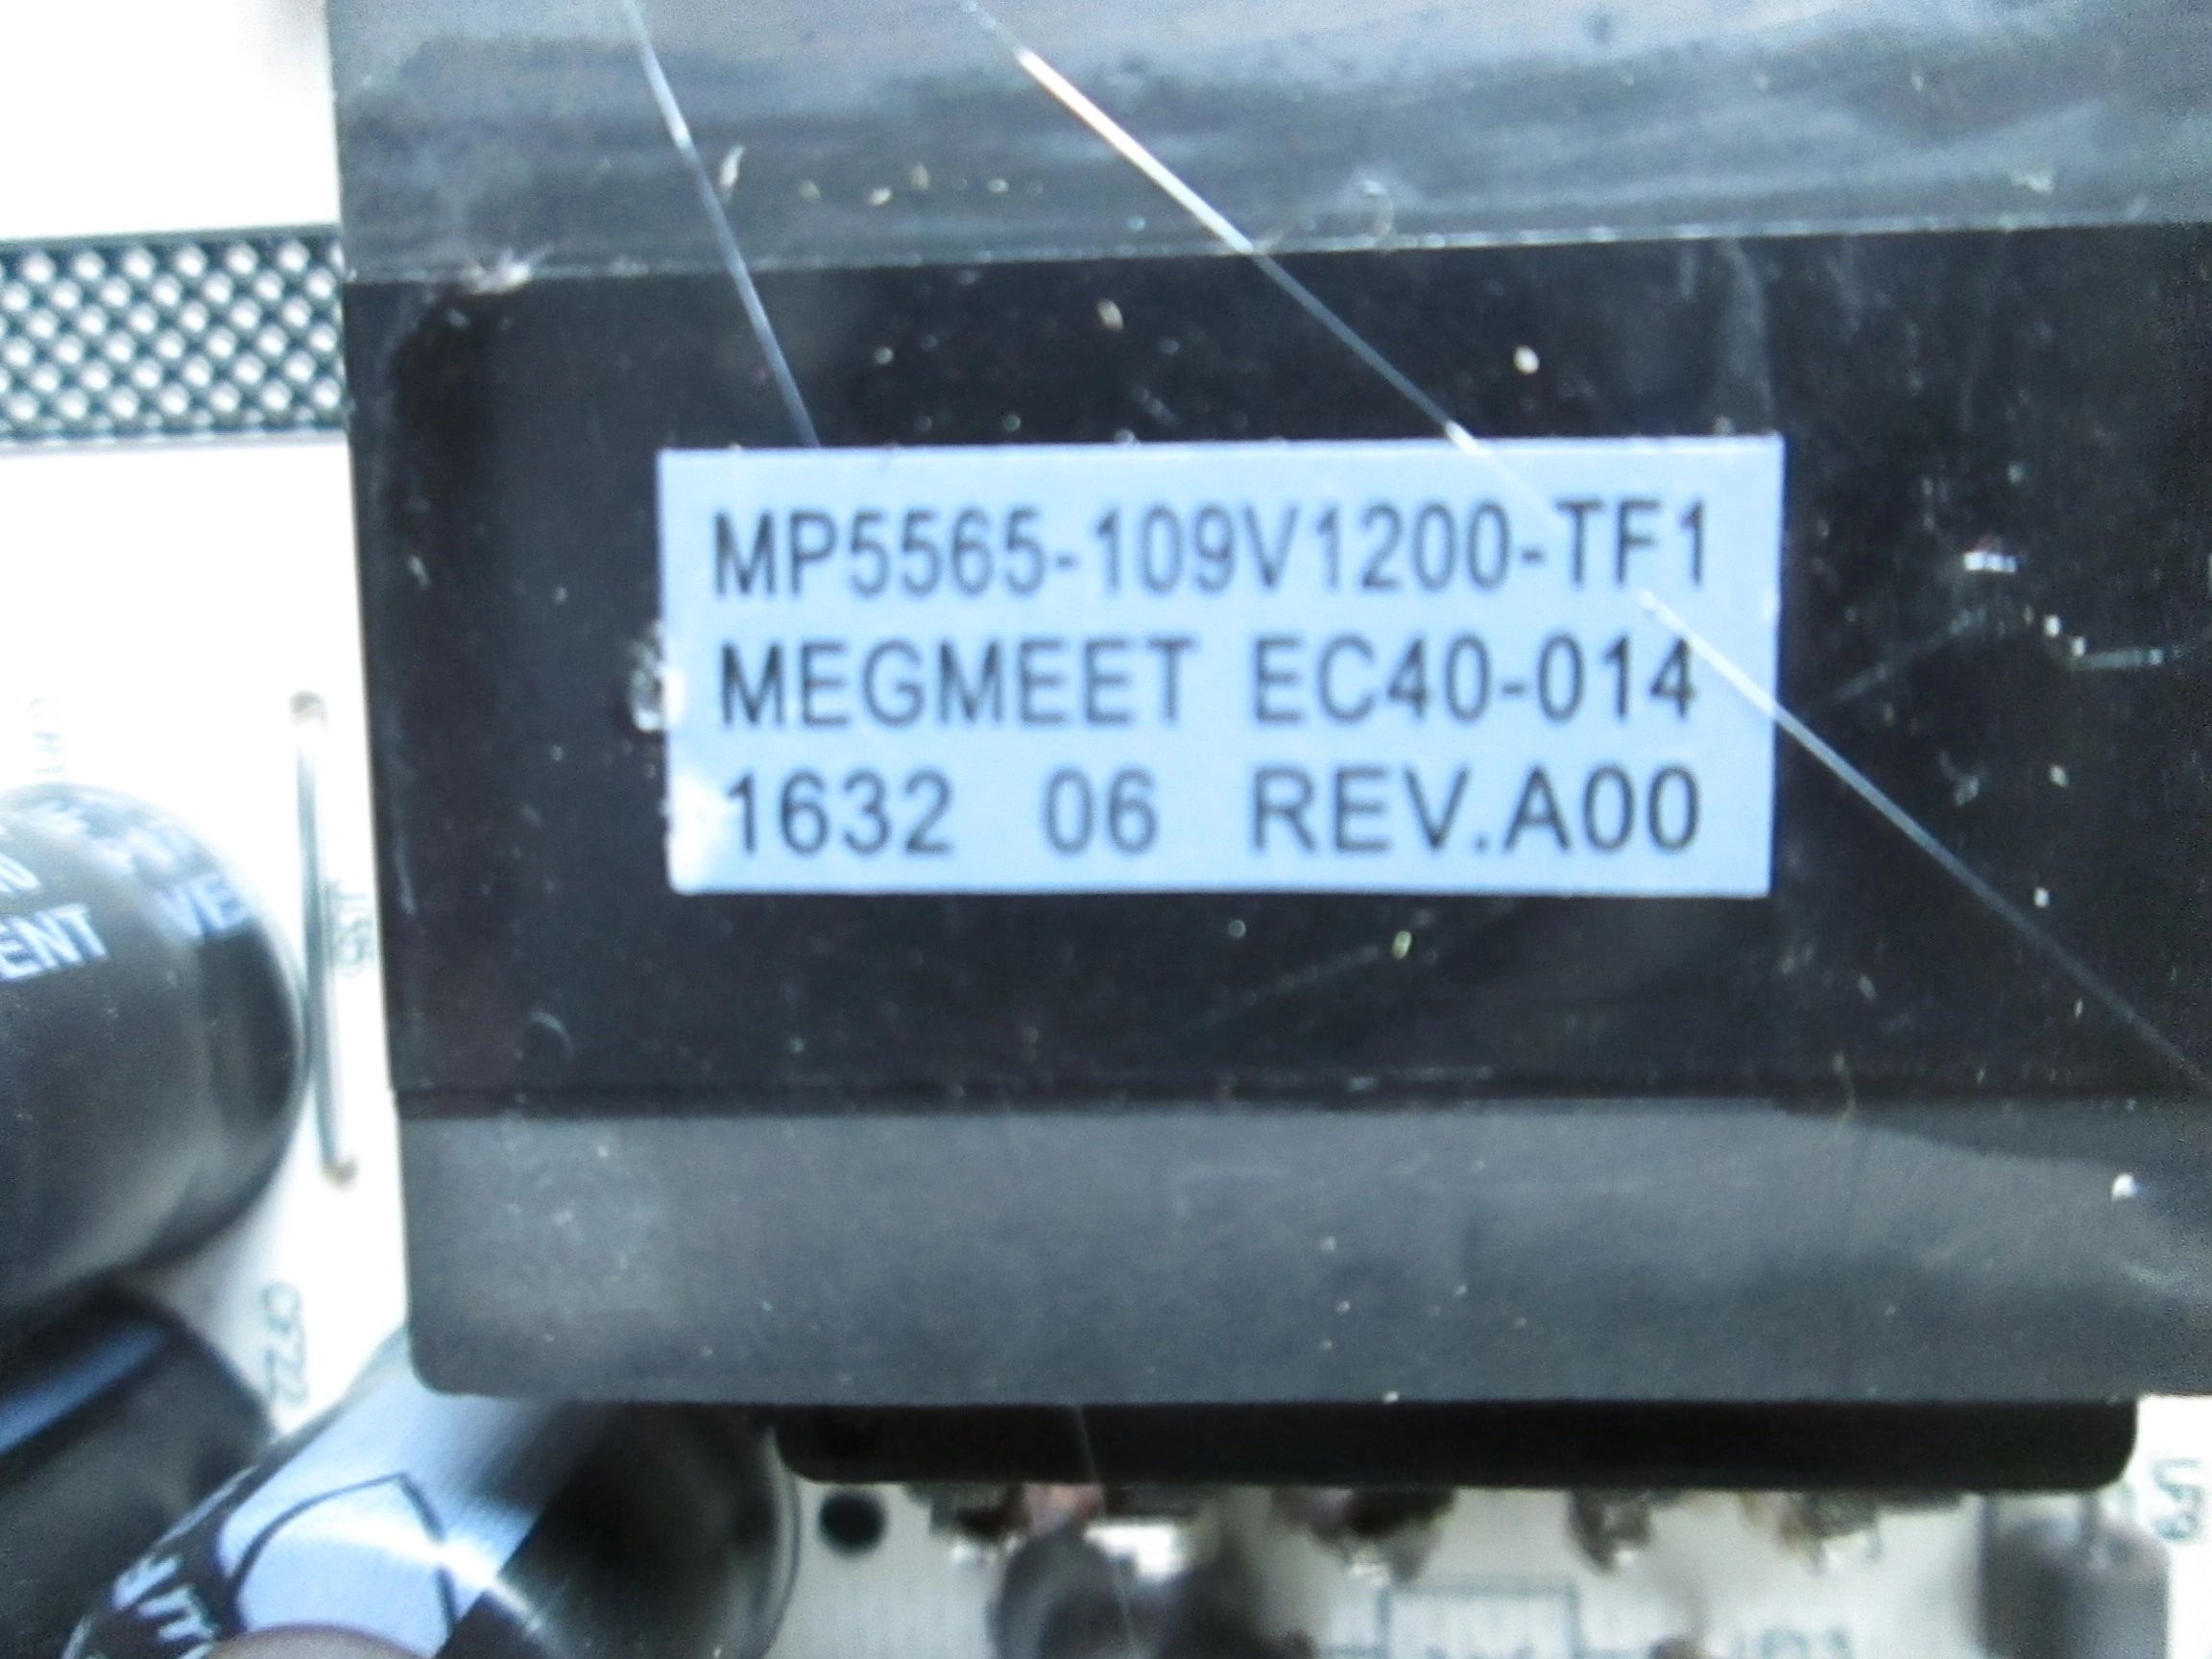 MP5565-109V1200-TF1
MEGMEET EC40-014
1632 06 REV.A00